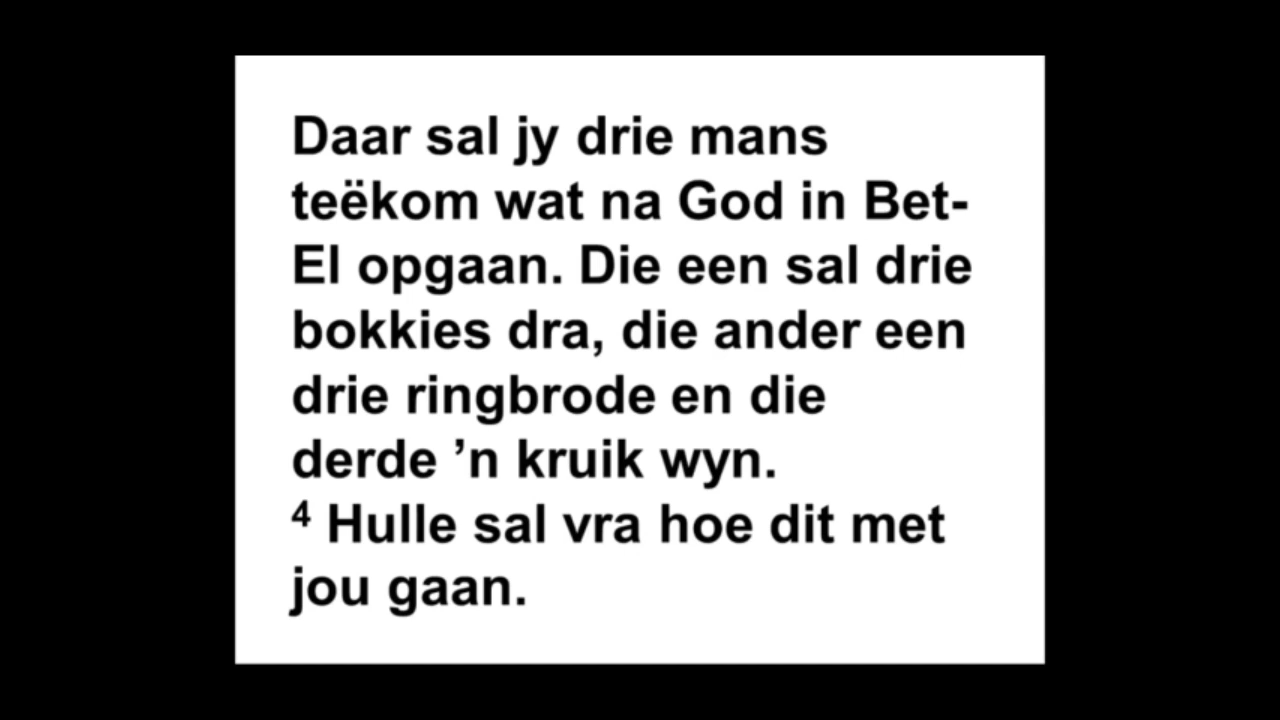 Daar sal jy drie mans
teëkom wat na God in Bet-
El opgaan. Die een sal drie
bokkies dra, die ander een
drie ringbrode en die
derde ’n kruik wyn.
⁴ Hulle sal vra hoe dit met
jou gaan.